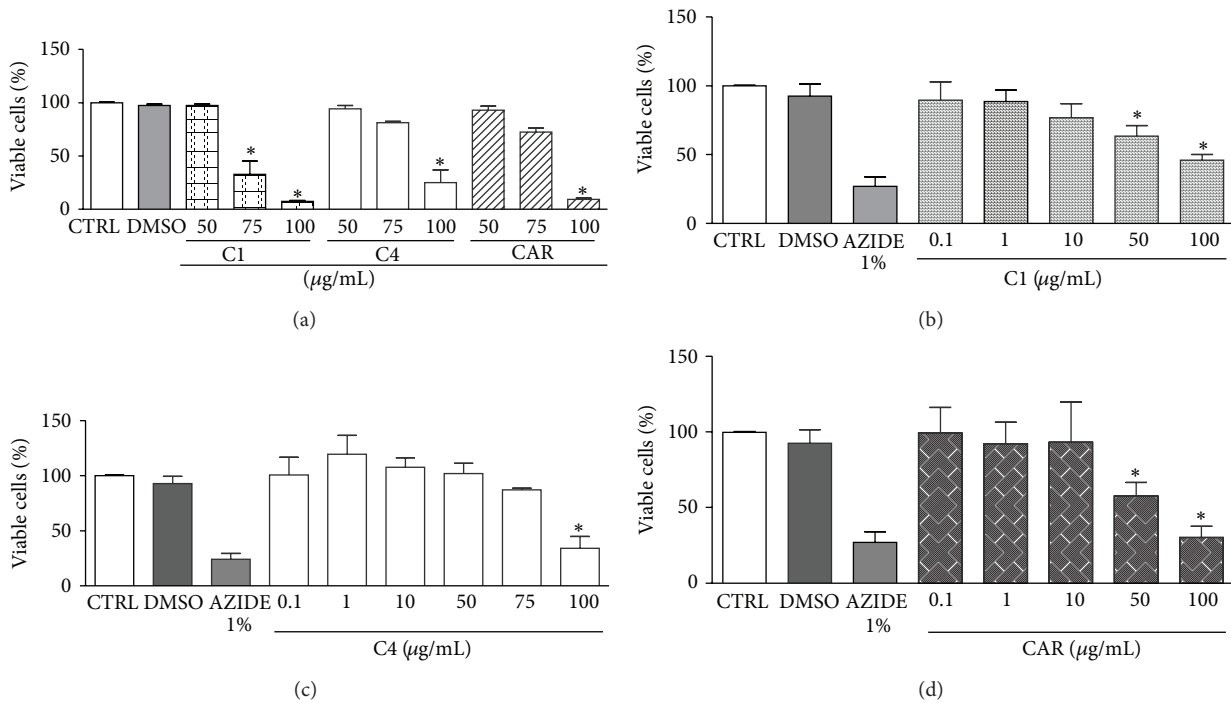 150
100
50
0
Viable cells (%)
*
*
*
*
CTRL DMSO 50 75 100 50 75 100 50 75 100
C1 C4 CAR
(μg/mL)
(a)
150
100
50
0
Viable cells (%)
*
*
CTRL DMSO AZIDE 0.1 1 10 50 100
1%
C1 (μg/mL)
(b)
150
100
50
0
Viable cells (%)
*
CTRL DMSO AZIDE 0.1 1 10 50 75 100
1%
C4 (μg/mL)
(c)
150
100
50
0
Viable cells (%)
*
*
CTRL DMSO AZIDE 0.1 1 10 50 100
1%
CAR (μg/mL)
(d)